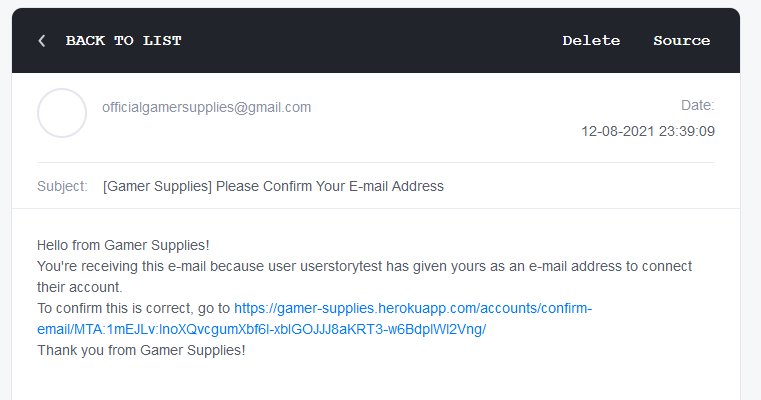 BACK TO LIST
Delete
Source
officialgamersupplies@gmail.com
Date:
12-08-2021 23:39:09
Subject: [Gamer Supplies] Please Confirm Your E-mail Address
Hello from Gamer Supplies!
You're receiving this e-mail because user userstorytest has given yours as an e-mail address to connect
their account.
To confirm this is correct, go to https://gamer-supplies.herokuapp.com/accounts/confirm-
email/MTA:1mEJLv:lnoXQvcgumXbf6l-xblGOJJJ8aKRT3-w6BdplWl2Vng/
Thank you from Gamer Supplies!